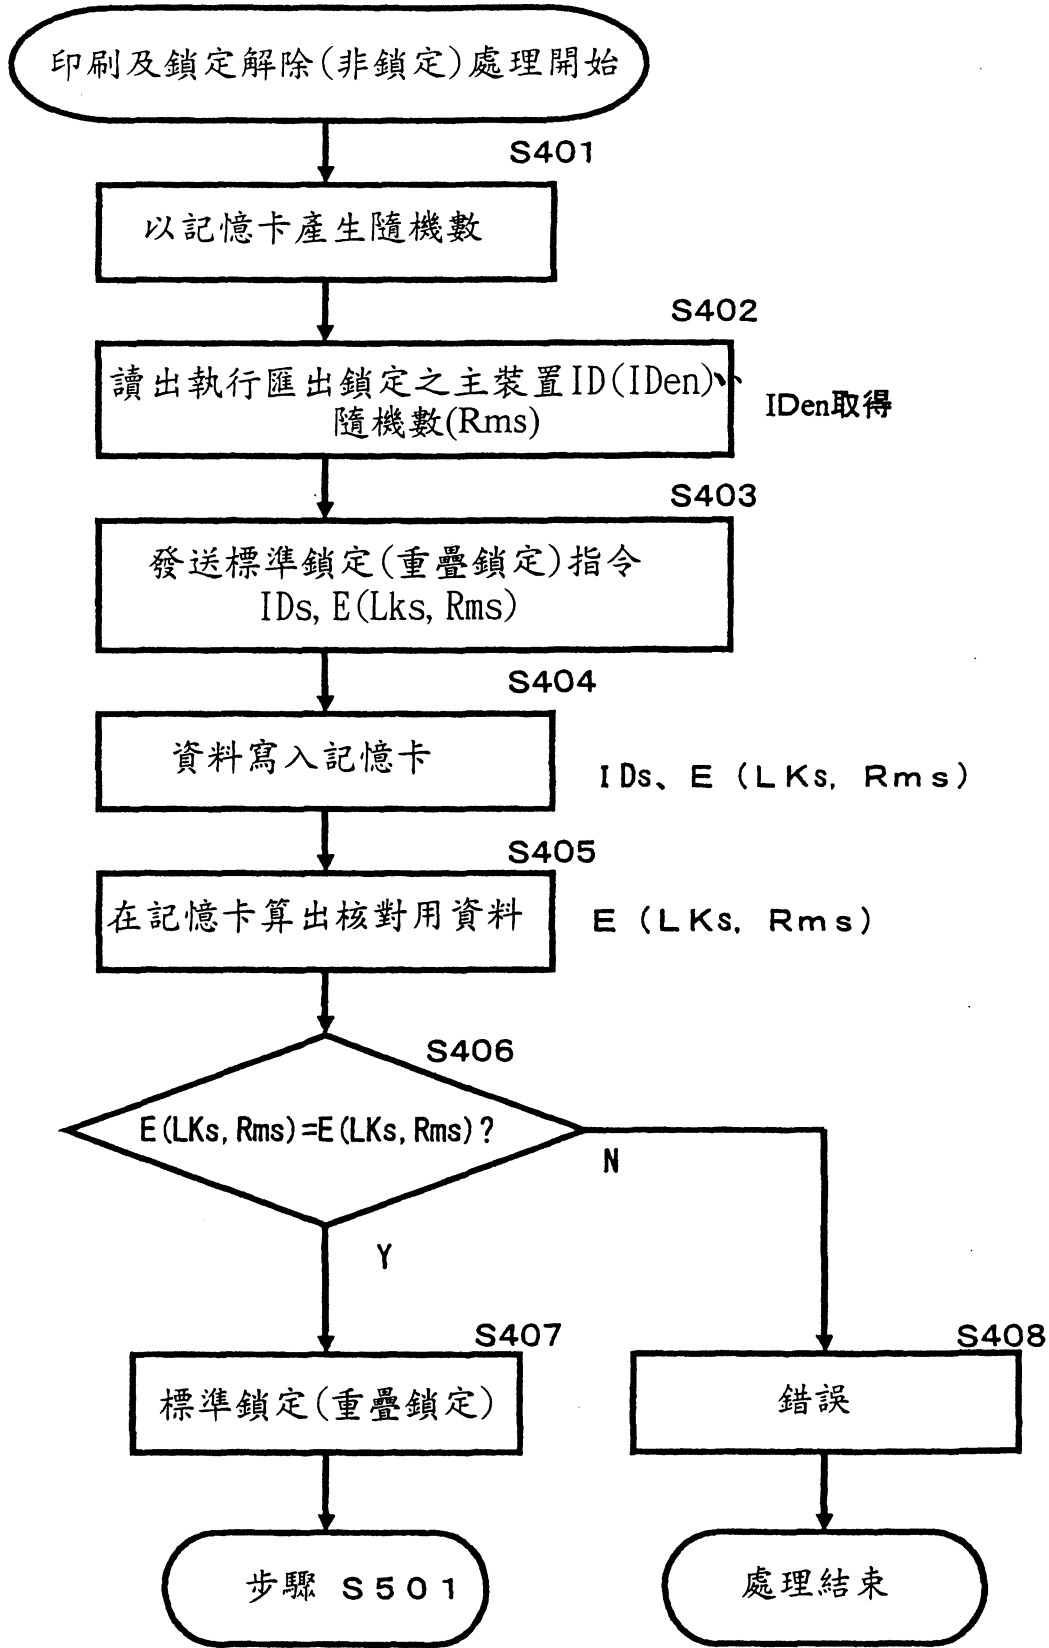 印刷及鎖定解除(非鎖定)處理開始
S401
以記憶卡產生隨機數
S402
讀出執行匯出鎖定之主裝置ID(IDen)、
隨機數(Rms)
IDen取得
S403
發送標準鎖定(重疊鎖定)指令
IDs, E(Lks, Rms)
S404
資料寫入記憶卡
IDs、E (LKs, Rms)
S405
在記憶卡算出核對用資料
E (LKs, Rms)
S406
E(LKs, Rms)=E(LKs, Rms)?
N
Y
S407
標準鎖定(重疊鎖定)
S408
錯誤
步驟 S501
處理結束